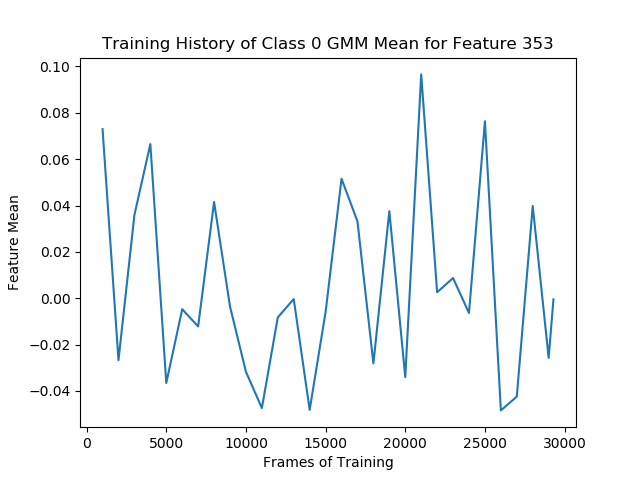 Training History of Class 0 GMM Mean for Feature 353
0.10
0.08
0.06
0.04
0.02
0.00
−0.02
−0.04
Feature Mean
0 5000 10000 15000 20000 25000 30000
Frames of Training